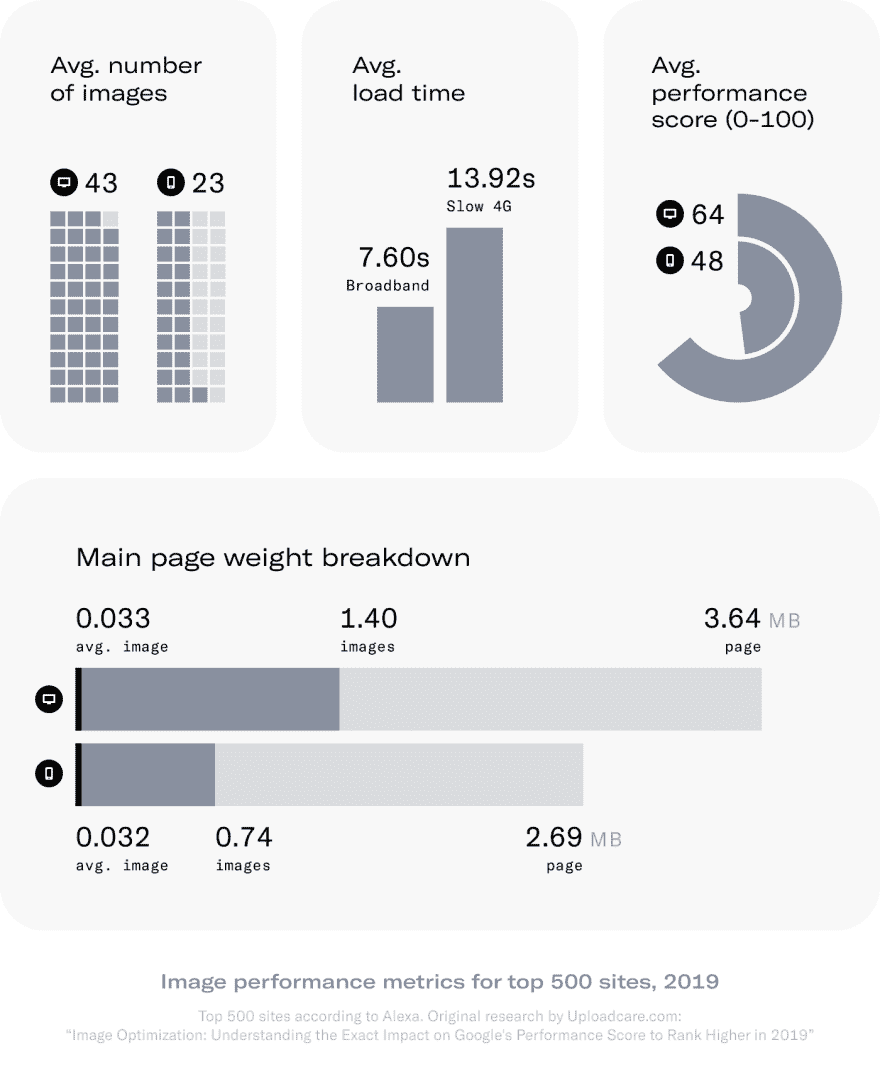 Avg. number
of images
43
23
Avg.
load time
13.92s
Slow 4G
7.60s
Broadband
Avg.
performance
score (0-100)
64
48
Main page weight breakdown
0.033
avg. image
1.40
images
3.64 MB
page
0.032
avg. image
0.74
images
2.69 MB
page
Image performance metrics for top 500 sites, 2019
Top 500 sites according to Alexa. Original research by Uploadcare.com:
“Image Optimization: Understanding the Exact Impact on Google's Performance Score to Rank Higher in 2019”